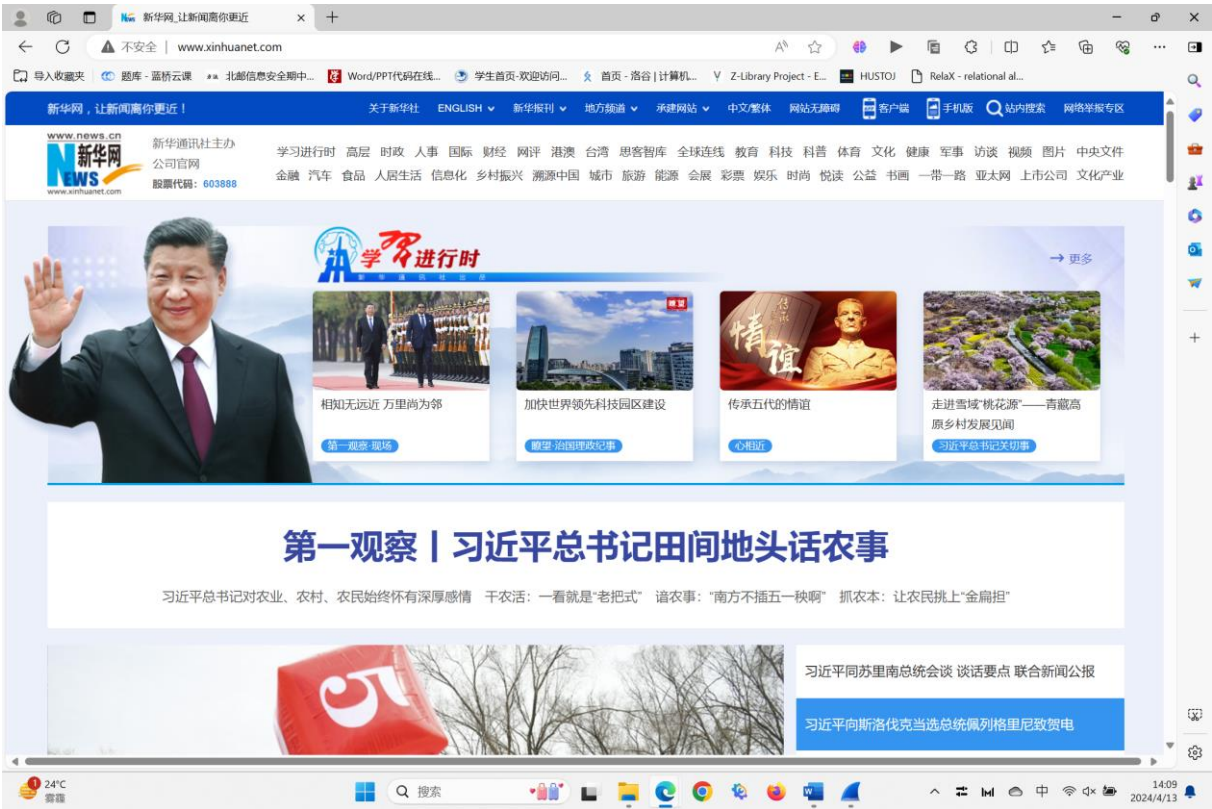 新华网_让新闻离你更近
不安全 | www.xinhuanet.com
导入收藏夹 题库 - 蓝桥云课 北邮信息安全期中... Word/PPT代码在线... 学生首页-欢迎访问... 首页 - 洛谷 | 计算机... Z-Library Project - E... HUSTOJ RelaX - relational al...
新华网，让新闻离你更近！ 关于新华社 ENGLISH 新华报刊 地方频道 承建网站 中文/繁体 网站无障碍 客户端 手机版 站内搜索 网络举报专区
www.news.cn
新华网
NEWS
www.xinhuanet.com
新华通讯社主办
公司官网
股票代码：603888
学习进行时 高层 时政 人事 国际 财经 网评 港澳 台湾 思客智库 全球连线 教育 科技 科普 体育 文化 健康 军事 访谈 视频 图片 中央文件
金融 汽车 食品 人居生活 信息化 乡村振兴 溯源中国 城市 旅游 能源 会展 彩票 娱乐 时尚 悦读 公益 书画 一带一路 亚太网 上市公司 文化产业
学习进行时
新华通讯社出品
→ 更多
瞭望
传承
情谊
相知无远近 万里尚为邻
第一观察·现场
加快世界领先科技园区建设
瞭望·治国理政纪事
传承五代的情谊
心相近
走进雪域“桃花源”——青藏高
原乡村发展见闻
习近平总书记关切事
第一观察丨习近平总书记田间地头话农事
习近平总书记对农业、农村、农民始终怀有深厚感情 干农活：一看就是“老把式” 谙农事：“南方不插五一秧啊” 抓农本：让农民挑上“金扁担”
5
习近平同苏里南总统会谈 谈话要点 联合新闻公报
习近平向斯洛伐克当选总统佩列格里尼致贺电
1
24°C
雾霾
搜索
中
14:09
2024/4/13